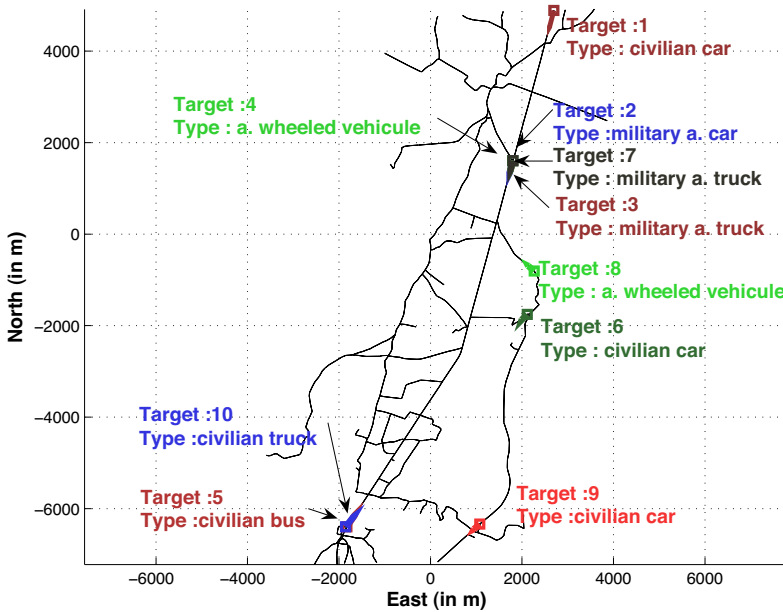 Target :1
Type : civilian car
Target :4
Type : a. wheeled vehicule
Target :2
Type :military a. car
Target :7
Type : military a. truck
Target :3
Type : military a. truck
Target :8
Type : a. wheeled vehicule
Target :6
Type : civilian car
Target :10
Type :civilian truck
Target :5
Type :civilian bus
Target :9
Type :civilian car
4000
2000
0
−2000
−4000
−6000
North (in m)
−6000 −4000 −2000 0 2000 4000 6000
East (in m)